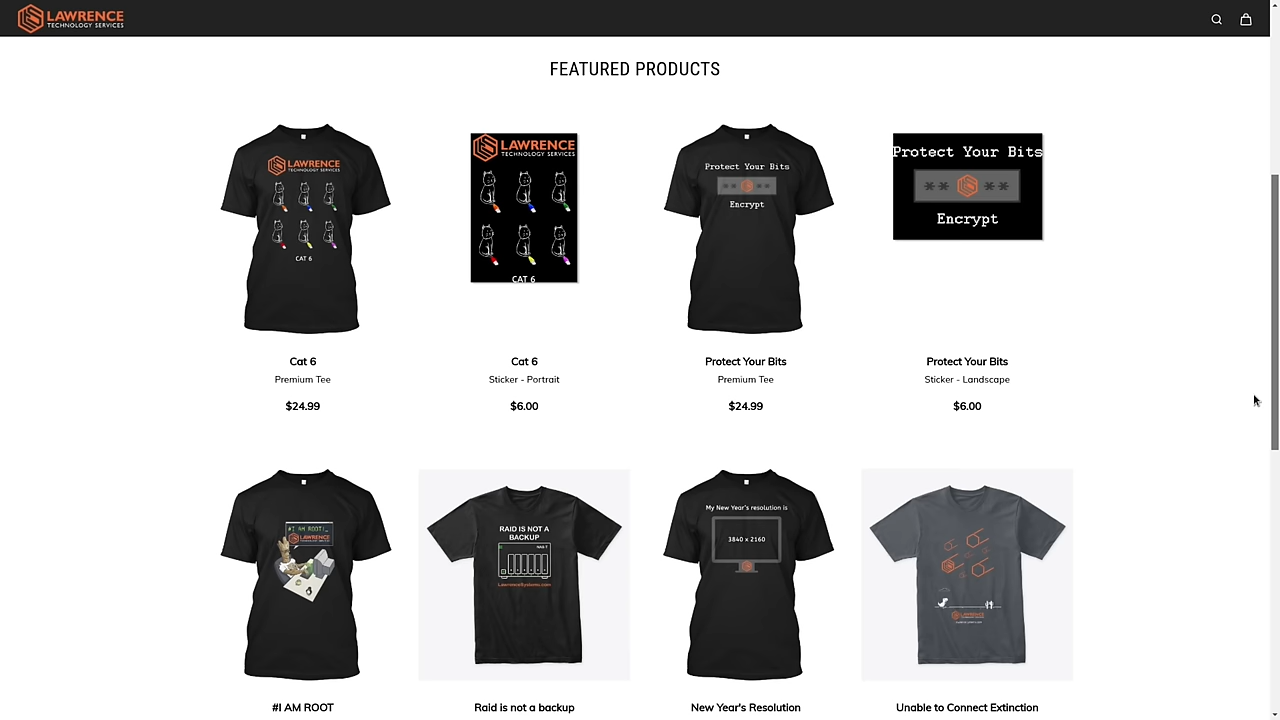 LAWRENCE
TECHNOLOGY SERVICES
FEATURED PRODUCTS
LAWRENCE
TECHNOLOGY SERVICES
CAT 6
LAWRENCE
TECHNOLOGY SERVICES
CAT 6
Protect Your Bits
** **
Encrypt
Protect Your Bits
** **
Encrypt
Cat 6
Premium Tee
$24.99
Cat 6
Sticker - Portrait
$6.00
Protect Your Bits
Premium Tee
$24.99
Protect Your Bits
Sticker - Landscape
$6.00
#I AM ROOT!_
LAWRENCE
RAID IS NOT A
BACKUP
LawrenceSystems.com
My New Year's resolution is
3840 x 2160
#I AM ROOT
Raid is not a backup
New Year's Resolution
Unable to Connect Extinction